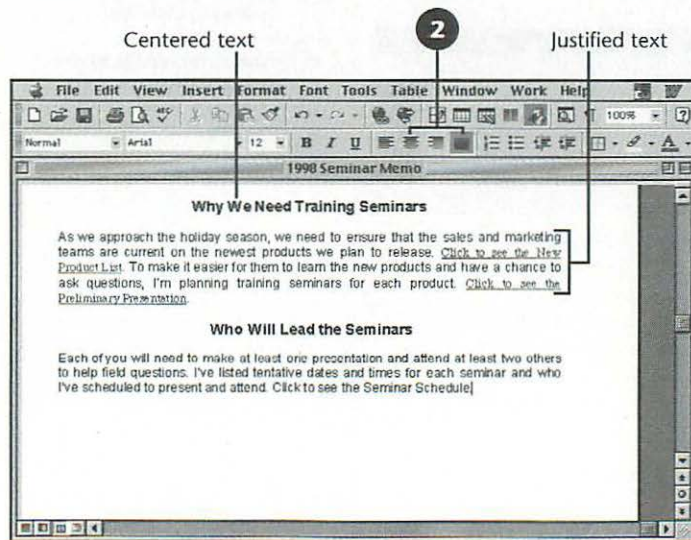 Centered text
2
Justified text
File Edit View Insert Format Font Tools Table Window Work Help
100%
Normal Arial 12 B I U A
1998 Seminar Memo
Why We Need Training Seminars
As we approach the holiday season, we need to ensure that the sales and marketing
teams are current on the newest products we plan to release. Click to see the New
Product List. To make it easier for them to learn the new products and have a chance to
ask questions, I'm planning training seminars for each product. Click to see the
Preliminary Presentation.
Who Will Lead the Seminars
Each of you will need to make at least one presentation and attend at least two others
to help field questions. I've listed tentative dates and times for each seminar and who
I've scheduled to present and attend. Click to see the Seminar Schedule